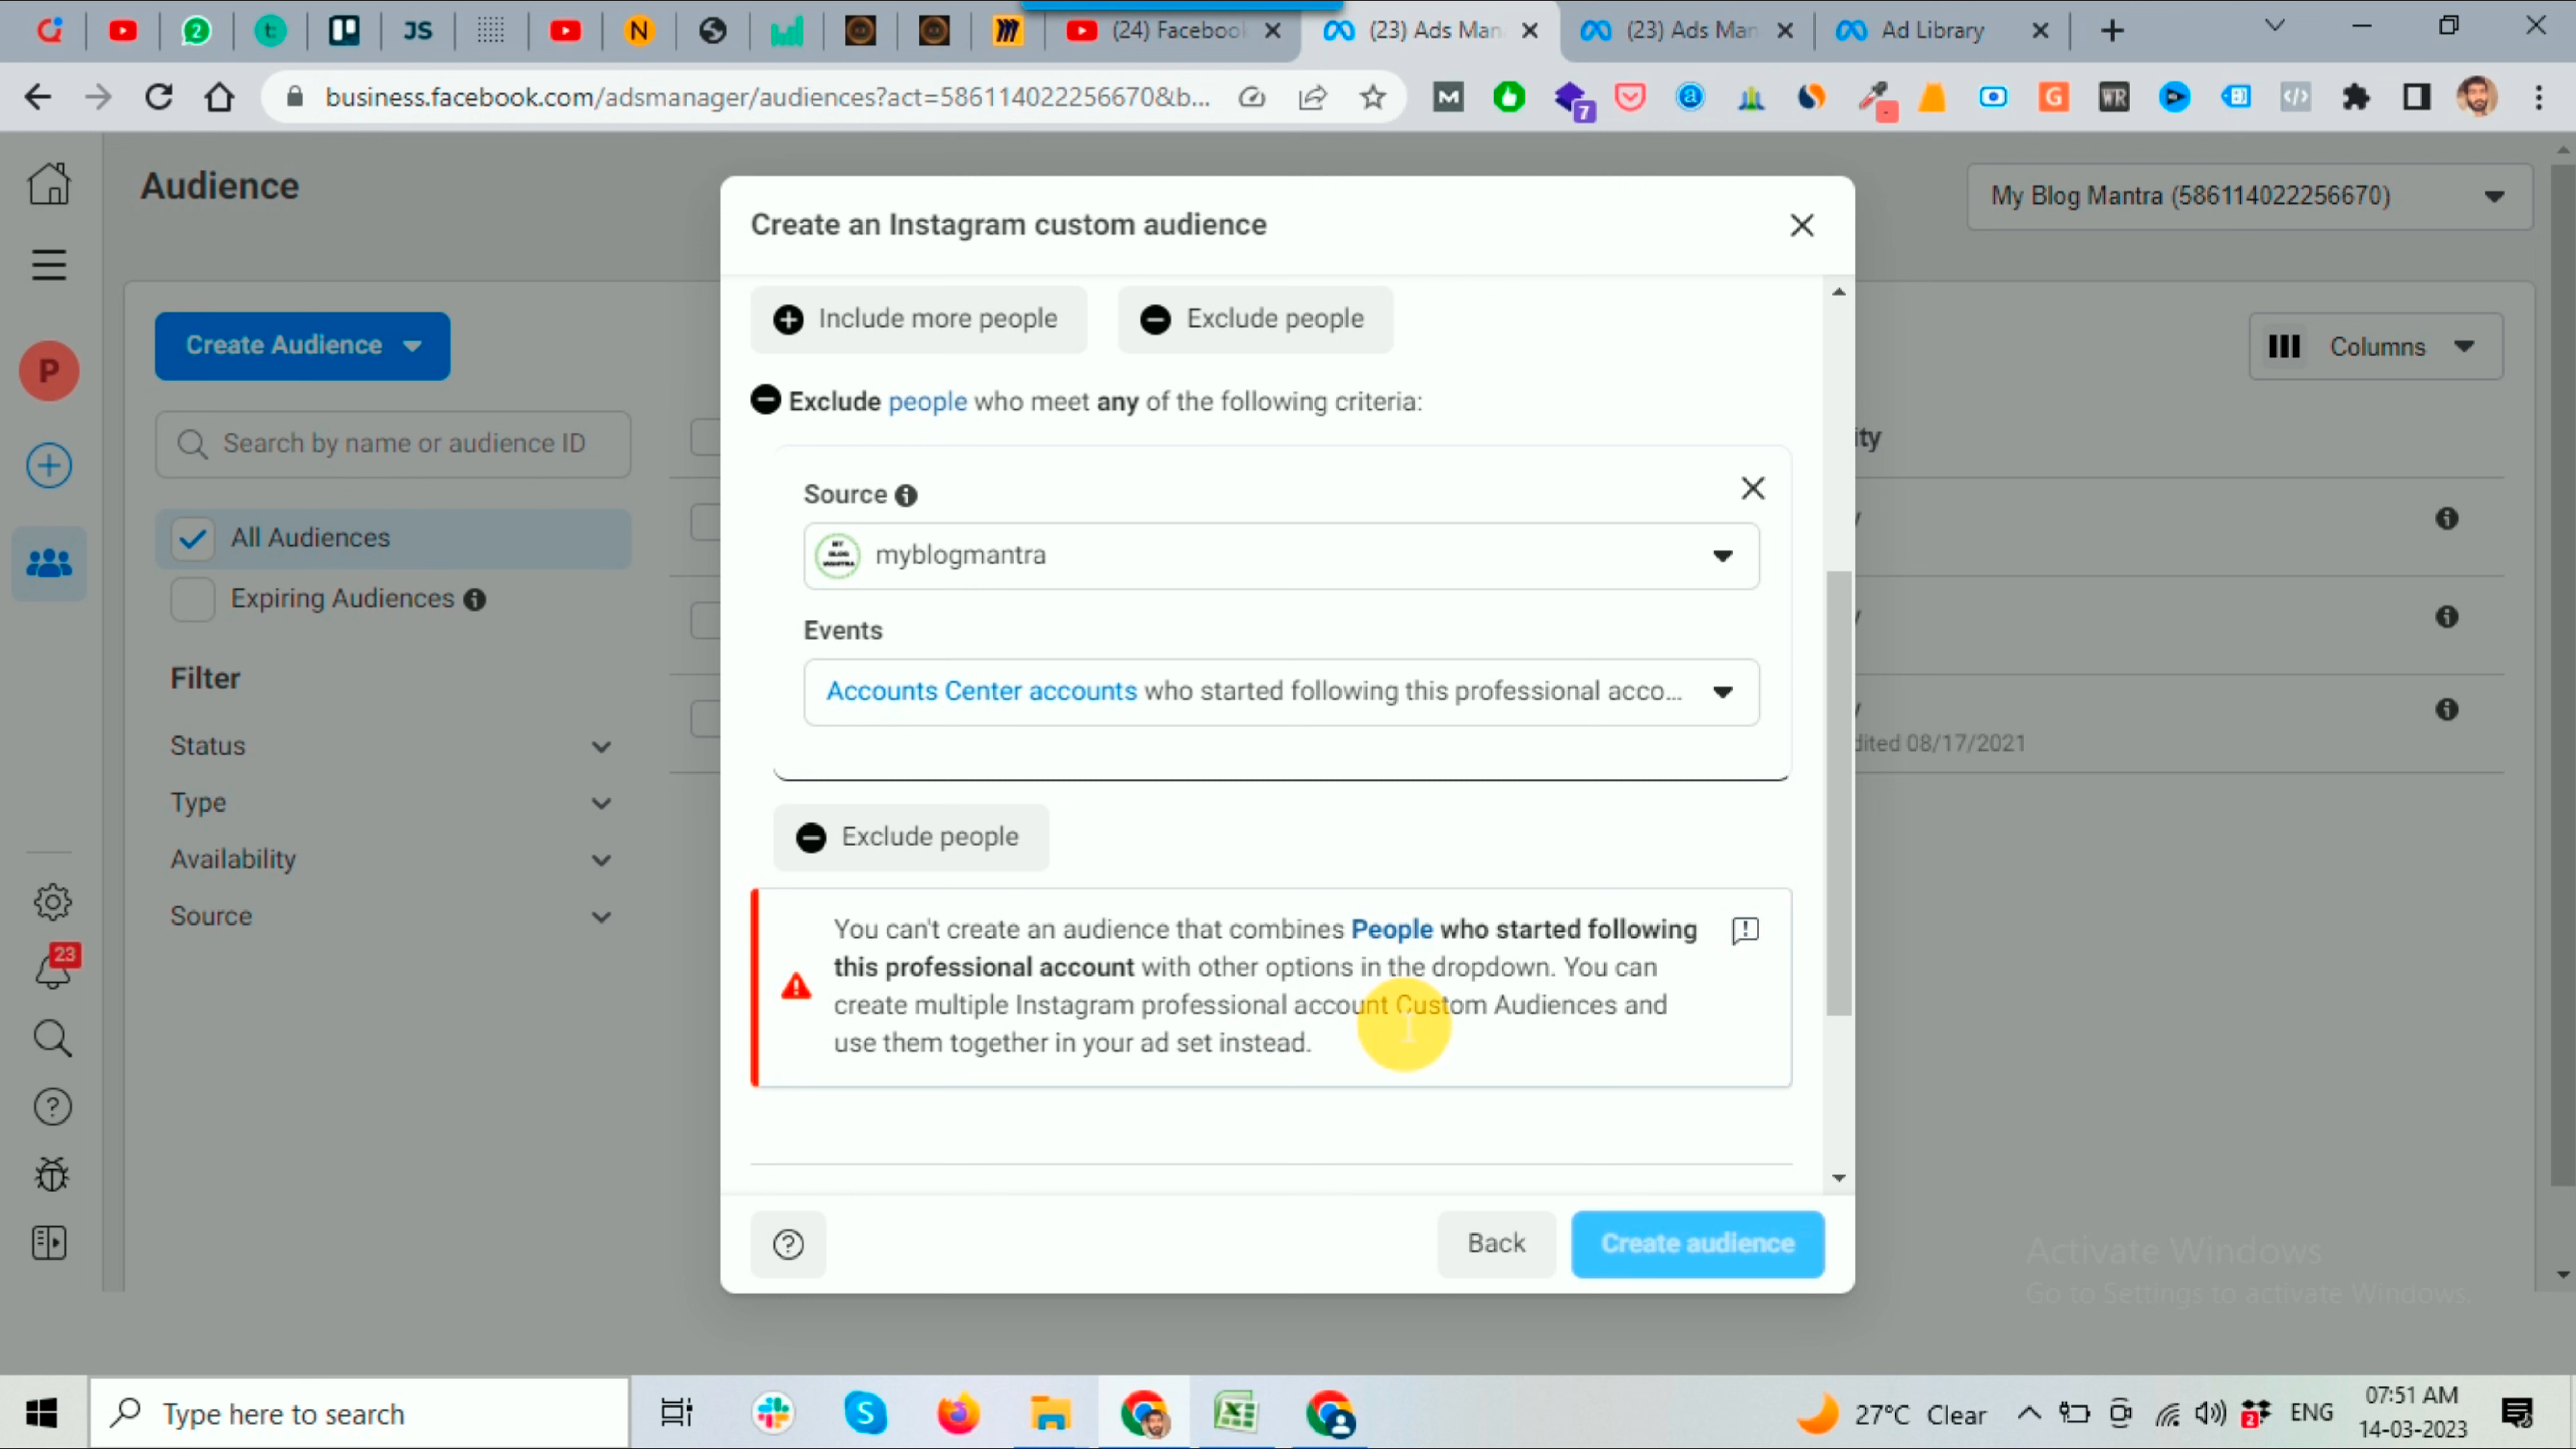 (24) Facebook
(23) Ads Man
(23) Ads Man
Ad Library
business.facebook.com/adsmanager/audiences?act=586114022256670&b...
Audience
My Blog Mantra (586114022256670)
Create an Instagram custom audience
Create Audience
Include more people
Exclude people
Columns
Exclude people who meet any of the following criteria:
Search by name or audience ID
ity
Source
All Audiences
myblogmantra
Expiring Audiences
Events
Filter
Accounts Center accounts who started following this professional acco...
Status
dited 08/17/2021
Type
Exclude people
Availability
Source
You can't create an audience that combines People who started following
this professional account with other options in the dropdown. You can
create multiple Instagram professional account Custom Audiences and
use them together in your ad set instead.
P
23
7
Back
Create audience
Activate Windows
Go to Settings to activate Windows.
Type here to search
27°C Clear
ENG
07:51 AM
14-03-2023